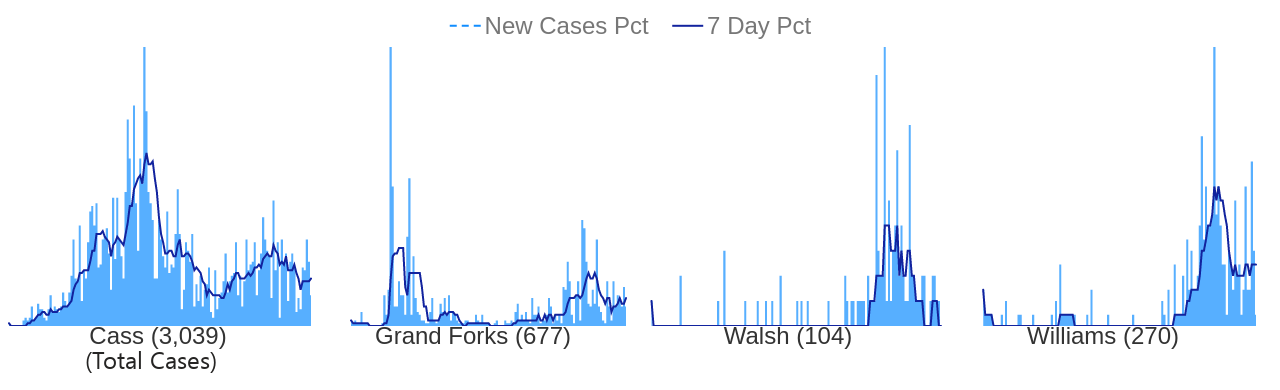 New Cases Pct 7 Day Pct
Cass (3,039) Grand Forks (677) Walsh (104) Williams (270)
(Total Cases)